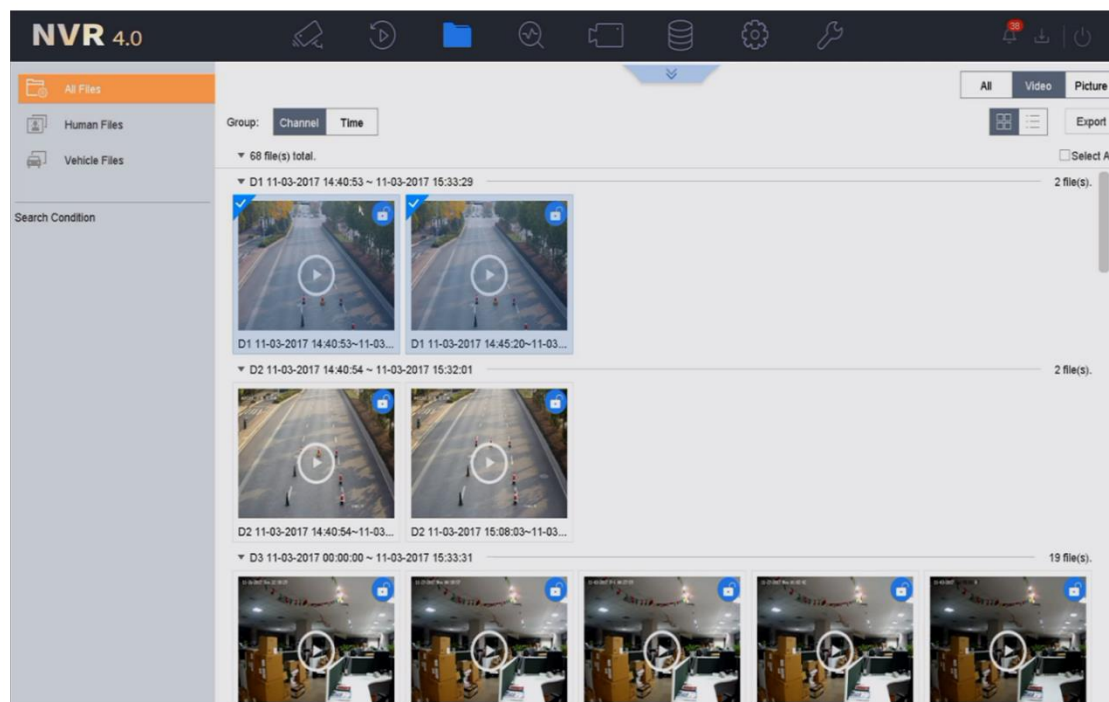 NVR 4.0
38
All Files
Human Files
Vehicle Files
Search Condition
All Video Picture
Group: Channel Time
Export
68 file(s) total.
Select A
D1 11-03-2017 14:40:53 ~ 11-03-2017 15:33:29
2 file(s).
D1 11-03-2017 14:40:53~11-03...
D1 11-03-2017 14:45:20~11-03...
D2 11-03-2017 14:40:54 ~ 11-03-2017 15:32:01
2 file(s).
D2 11-03-2017 14:40:54~11-03...
D2 11-03-2017 15:08:03~11-03...
D3 11-03-2017 00:00:00 ~ 11-03-2017 15:33:31
19 file(s).